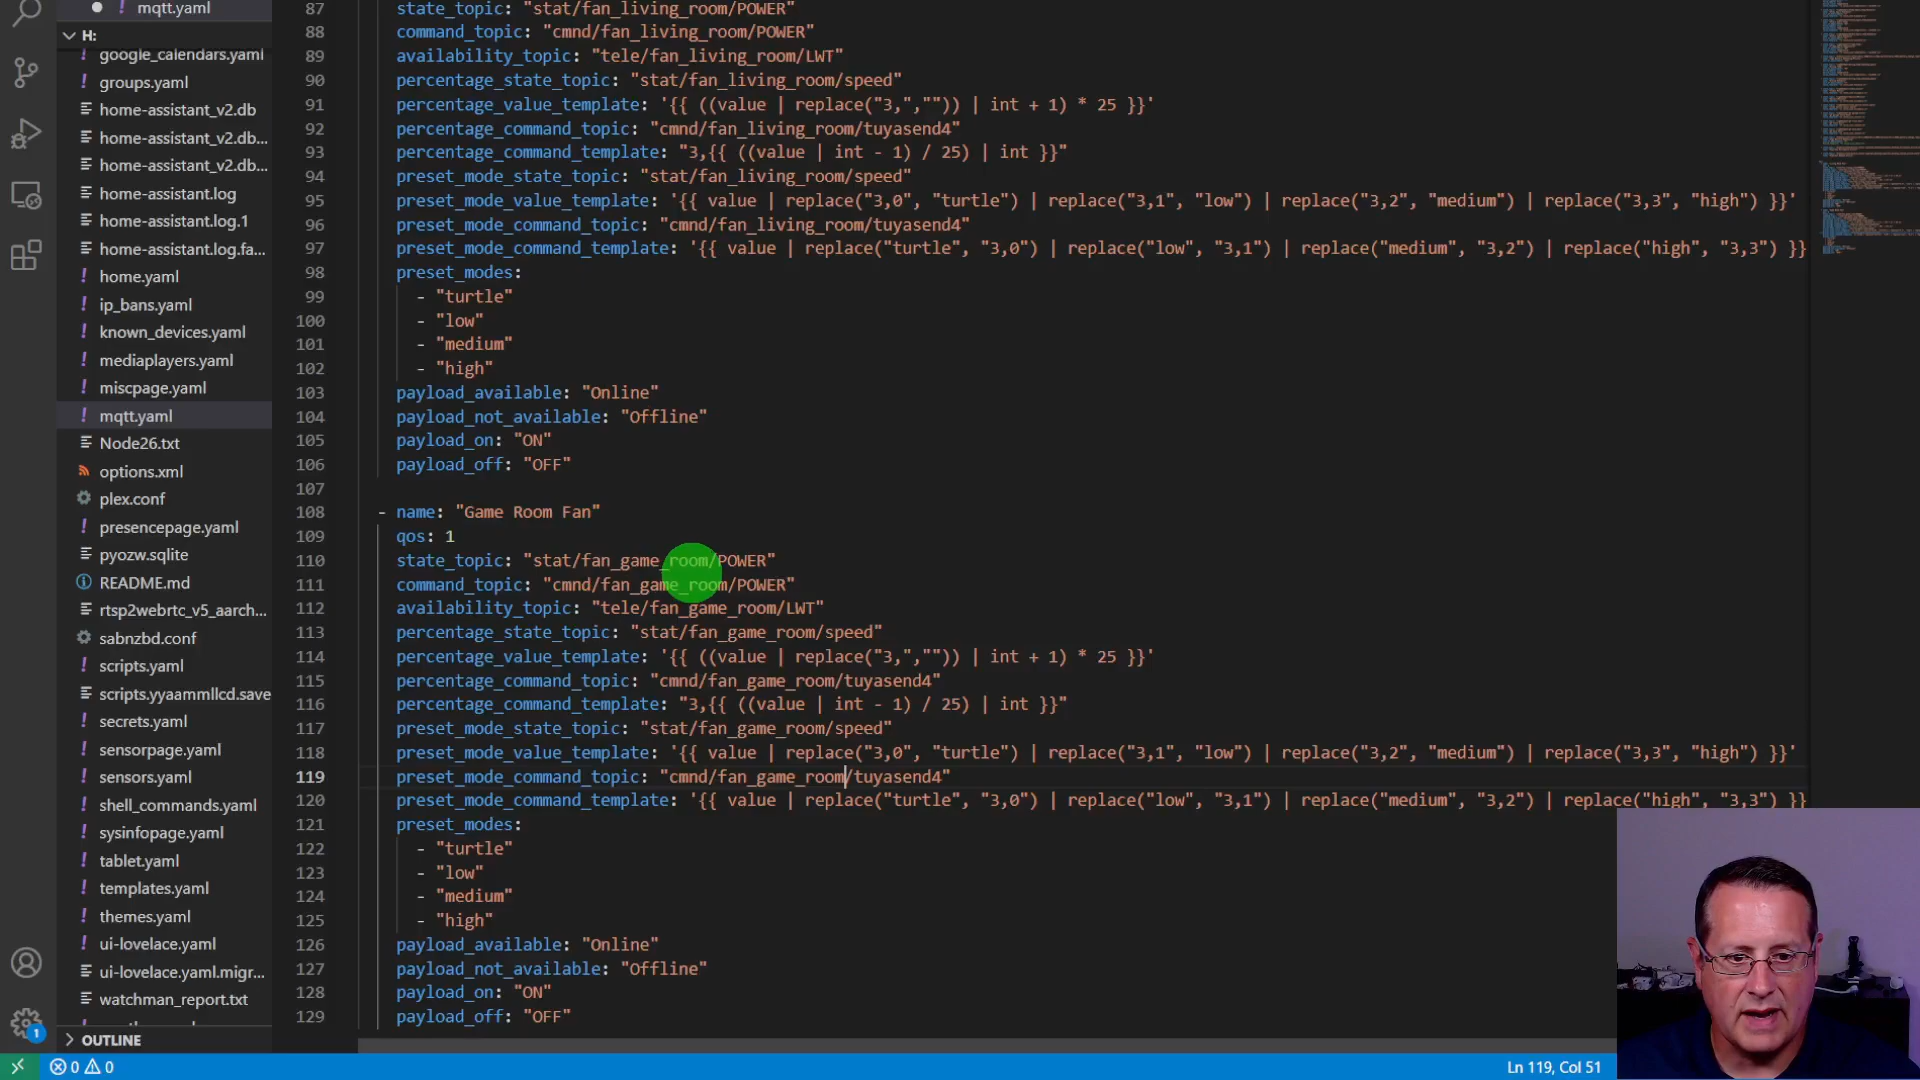 mqtt.yaml
H:
google_calendars.yaml
groups.yaml
home-assistant_v2.db
home-assistant_v2.db...
home-assistant_v2.db...
home-assistant.log
home-assistant.log.1
home-assistant.log.fa...
home.yaml
ip_bans.yaml
known_devices.yaml
mediaplayers.yaml
miscpage.yaml
mqtt.yaml
Node26.txt
options.xml
plex.conf
presencepage.yaml
pyozw.sqlite
README.md
rtsp2webrtc_v5_aarch...
sabnzbd.conf
scripts.yaml
scripts.yyaammllcd.save
secrets.yaml
sensorpage.yaml
sensors.yaml
shell_commands.yaml
sysinfopage.yaml
tablet.yaml
templates.yaml
themes.yaml
ui-lovelace.yaml
ui-lovelace.yaml.migr...
watchman_report.txt
OUTLINE
87 state_topic: "stat/fan_living_room/POWER"
88 command_topic: "cmnd/fan_living_room/POWER"
89 availability_topic: "tele/fan_living_room/LWT"
90 percentage_state_topic: "stat/fan_living_room/speed"
91 percentage_value_template: '{{ ((value | replace("3,","")) | int + 1) * 25 }}'
92 percentage_command_topic: "cmnd/fan_living_room/tuyasend4"
93 percentage_command_template: "3,{{ ((value | int - 1) / 25) | int }}"
94 preset_mode_state_topic: "stat/fan_living_room/speed"
95 preset_mode_value_template: '{{ value | replace("3,0", "turtle") | replace("3,1", "low") | replace("3,2", "medium") | replace("3,3", "high") }}'
96 preset_mode_command_topic: "cmnd/fan_living_room/tuyasend4"
97 preset_mode_command_template: '{{ value | replace("turtle", "3,0") | replace("low", "3,1") | replace("medium", "3,2") | replace("high", "3,3") }}
98 preset_modes:
99 - "turtle"
100 - "low"
101 - "medium"
102 - "high"
103 payload_available: "Online"
104 payload_not_available: "Offline"
105 payload_on: "ON"
106 payload_off: "OFF"
107
108 - name: "Game Room Fan"
109 qos: 1
110 state_topic: "stat/fan_game_room/POWER"
111 command_topic: "cmnd/fan_game_room/POWER"
112 availability_topic: "tele/fan_game_room/LWT"
113 percentage_state_topic: "stat/fan_game_room/speed"
114 percentage_value_template: '{{ ((value | replace("3,","")) | int + 1) * 25 }}'
115 percentage_command_topic: "cmnd/fan_game_room/tuyasend4"
116 percentage_command_template: "3,{{ ((value | int - 1) / 25) | int }}"
117 preset_mode_state_topic: "stat/fan_game_room/speed"
118 preset_mode_value_template: '{{ value | replace("3,0", "turtle") | replace("3,1", "low") | replace("3,2", "medium") | replace("3,3", "high") }}'
119 preset_mode_command_topic: "cmnd/fan_game_room/tuyasend4"
120 preset_mode_command_template: '{{ value | replace("turtle", "3,0") | replace("low", "3,1") | replace("medium", "3,2") | replace("high", "3,3") }}
121 preset_modes:
122 - "turtle"
123 - "low"
124 - "medium"
125 - "high"
126 payload_available: "Online"
127 payload_not_available: "Offline"
128 payload_on: "ON"
129 payload_off: "OFF"
1
0 0
Ln 119, Col 51